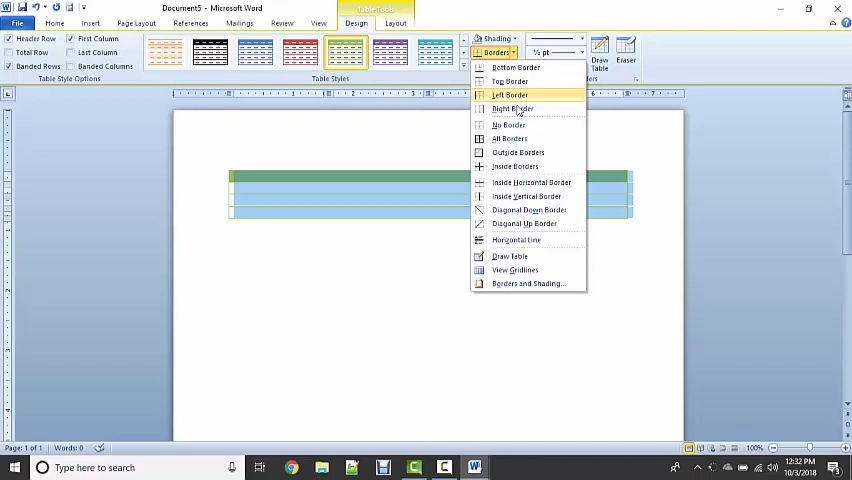 Document5 - Microsoft Word
Table Tools
File Home Insert Page Layout References Mailings Review View Design Layout
Header Row First Column
Total Row Last Column
Banded Rows Banded Columns
Table Style Options
Table Styles
Shading
Borders
½ pt
Draw
Table
Eraser
Bottom Border
Top Border
Left Border
Right Border
No Border
All Borders
Outside Borders
Inside Borders
Inside Horizontal Border
Inside Vertical Border
Diagonal Down Border
Diagonal Up Border
Horizontal Line
Draw Table
View Gridlines
Borders and Shading...
Page: 1 of 1 Words: 0
100%
Type here to search
12:32 PM
10/3/2018